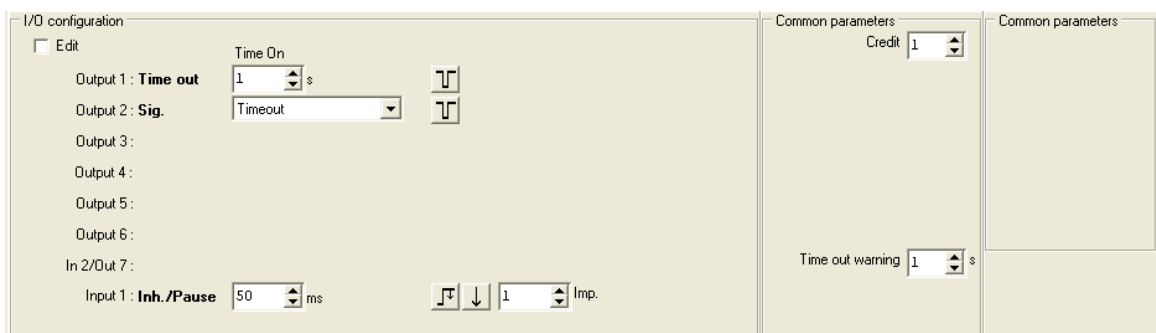 I/O configuration
Common parameters
Common parameters
Edit
Time On
Credit 1
Output 1 : Time out 1 s
Output 2 : Sig. Timeout
Output 3 :
Output 4 :
Output 5 :
Output 6 :
In 2/Out 7 :
Time out warning 1 s
Input 1 : Inh./Pause 50 ms 1 Imp.